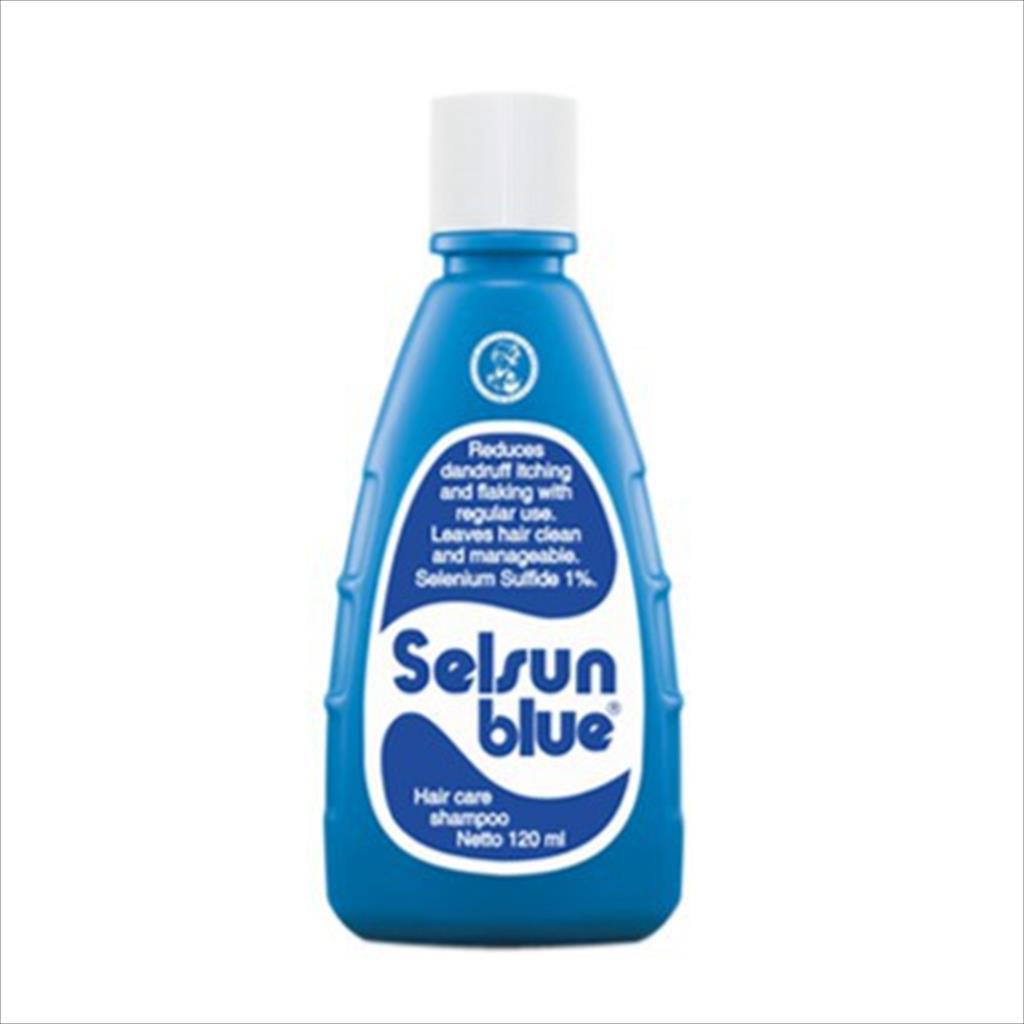 Reduces
dandruff itching
and flaking with
regular use.
Leaves hair clean
and manageable.
Selenium Sulfide 1%.
Selsun
blue®
Hair care
shampoo
Netto 120 ml